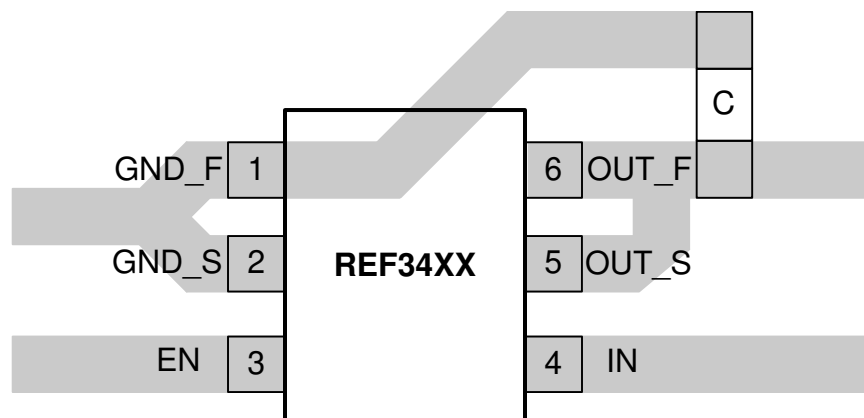 C
GND_F 1 6 OUT_F
GND_S 2 REF34XX 5 OUT_S
EN 3 4 IN